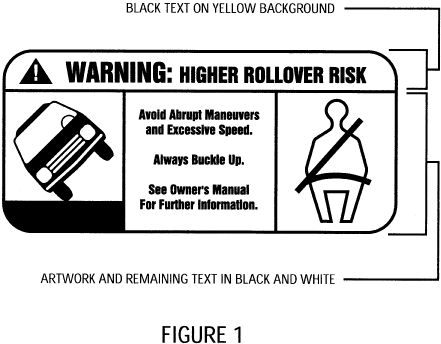 BLACK TEXT ON YELLOW BACKGROUND
WARNING: HIGHER ROLLOVER RISK
Avoid Abrupt Maneuvers
and Excessive Speed.
Always Buckle Up.
See Owner's Manual
For Further Information.
ARTWORK AND REMAINING TEXT IN BLACK AND WHITE
FIGURE 1